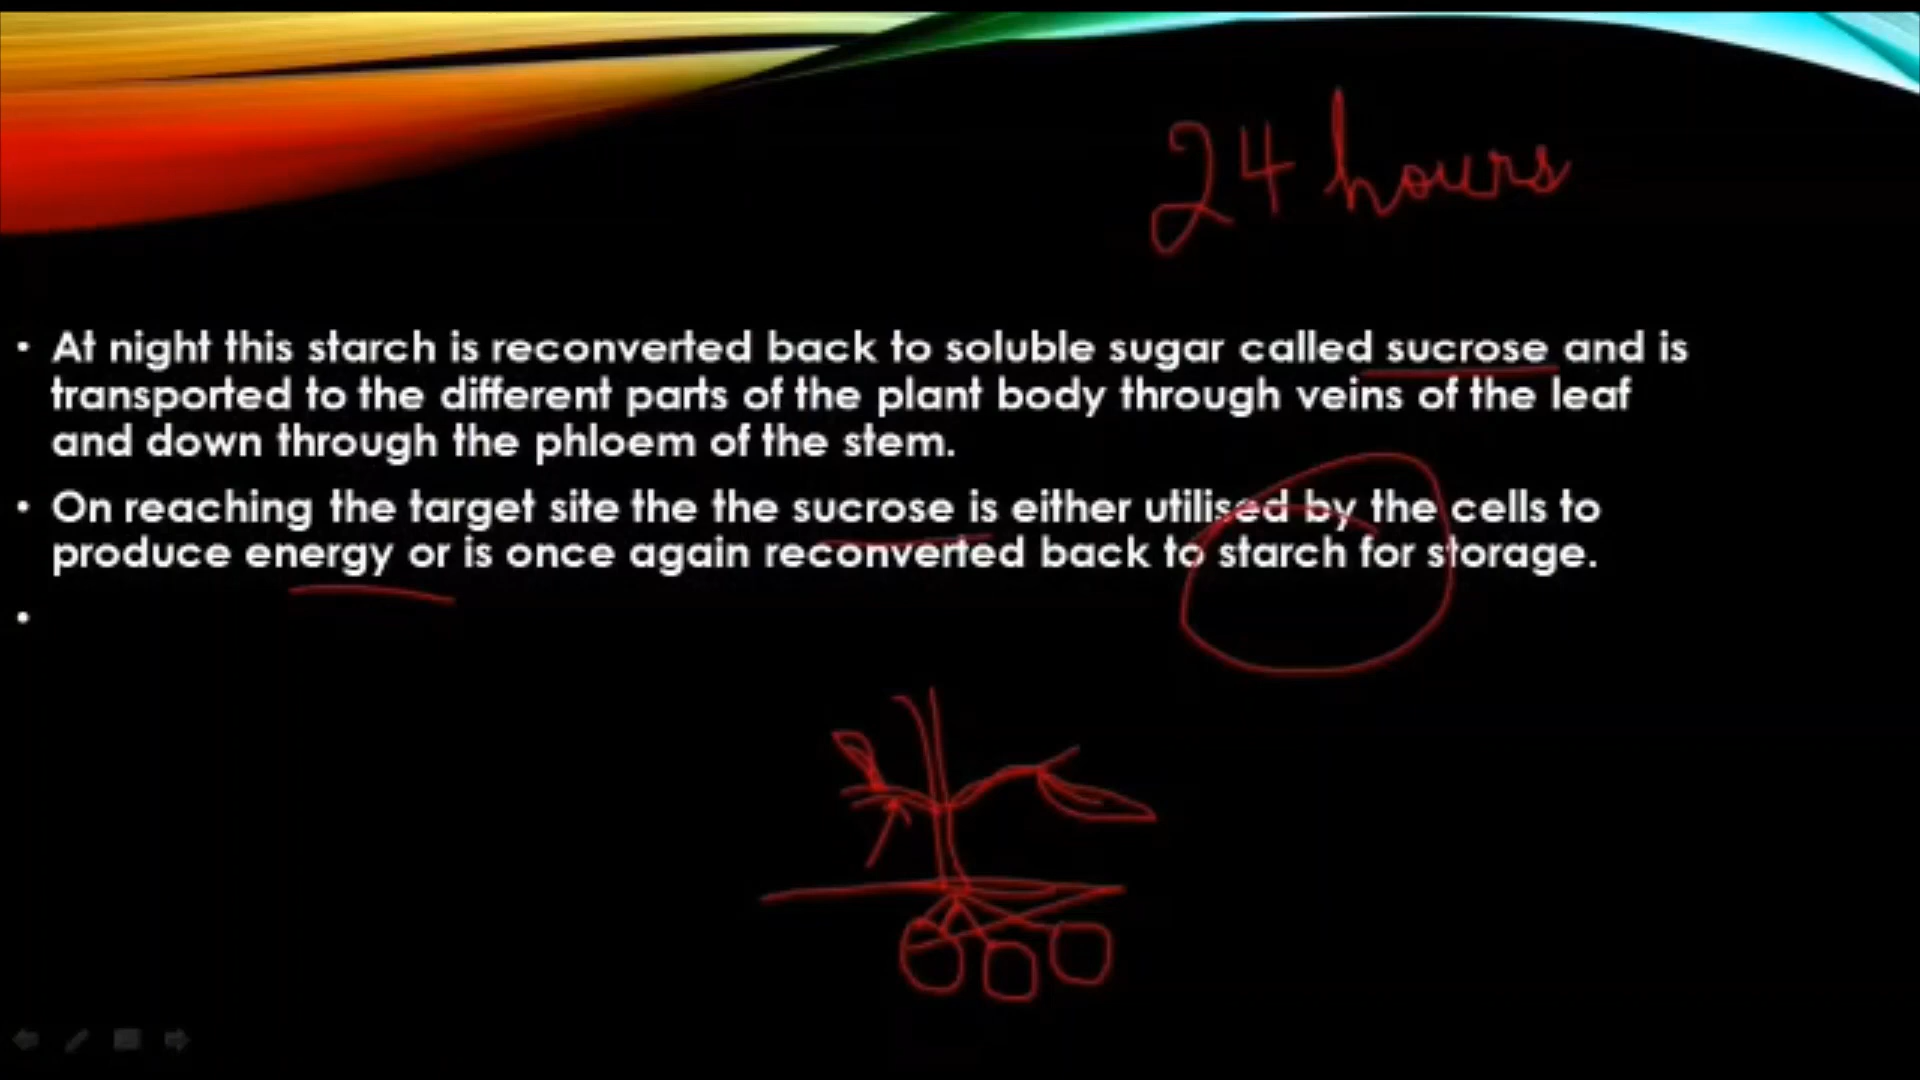 24 hours
• At night this starch is reconverted back to soluble sugar called sucrose and is
transported to the different parts of the plant body through veins of the leaf
and down through the phloem of the stem.
• On reaching the target site the the sucrose is either utilised by the cells to
produce energy or is once again reconverted back to starch for storage.
•